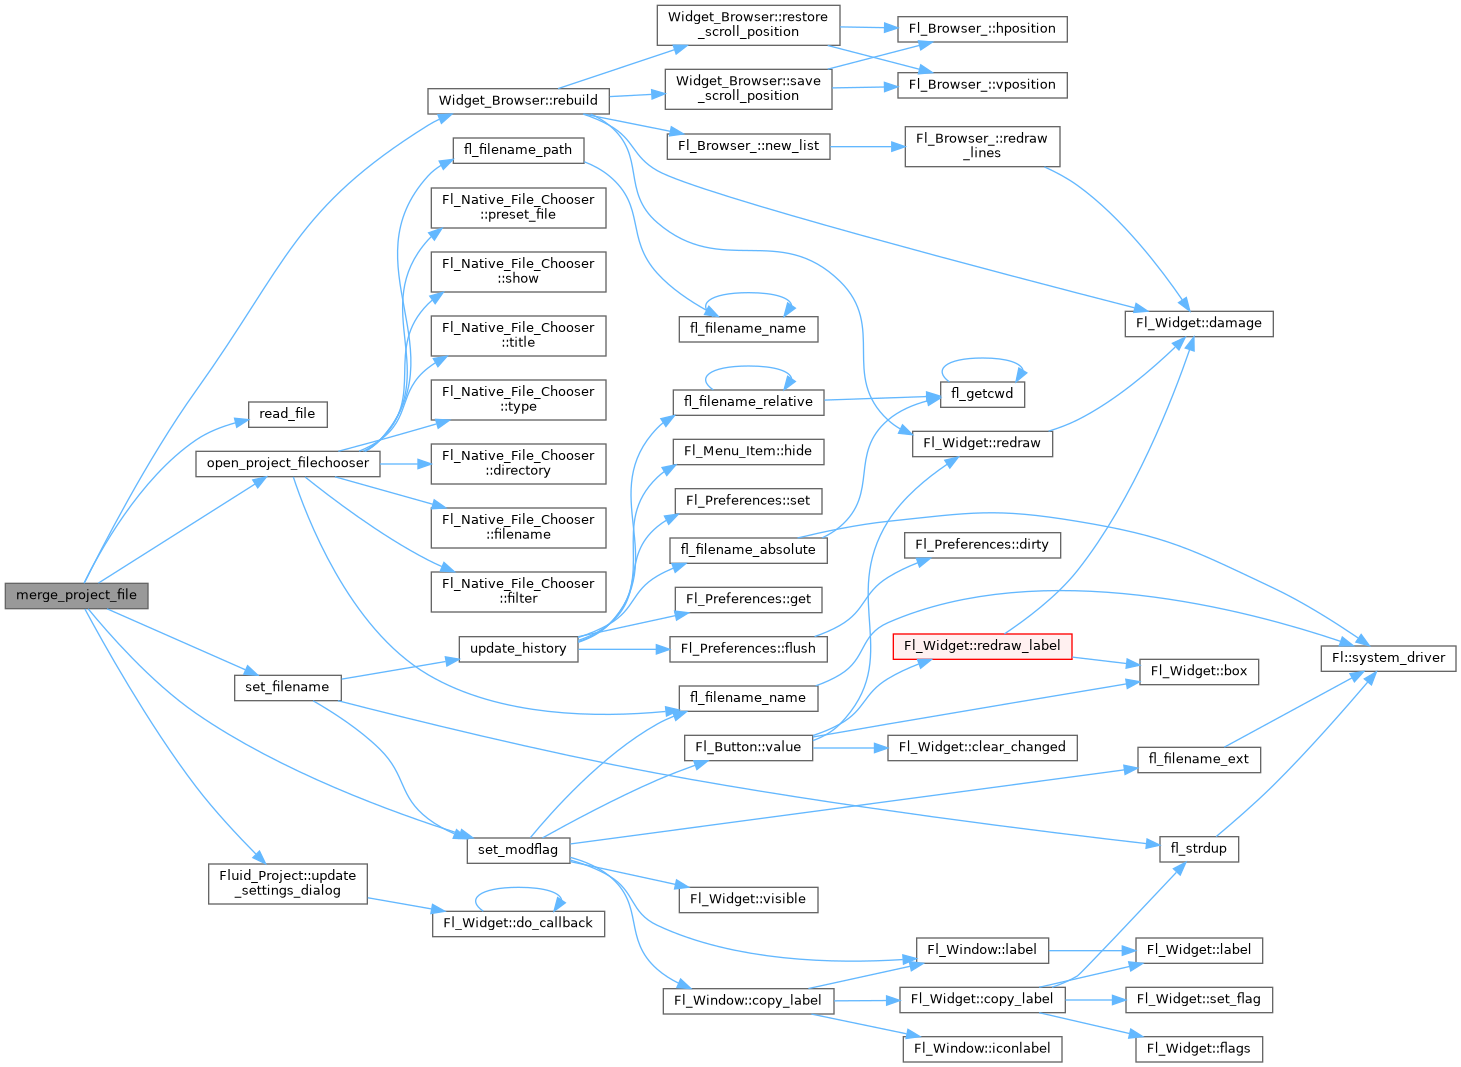 merge_project_file
Widget_Browser::rebuild
read_file
open_project_filechooser
set_filename
set_modflag
Fluid_Project::update
_settings_dialog
Widget_Browser::restore
_scroll_position
Widget_Browser::save
_scroll_position
Fl_Browser_::new_list
Fl_Browser_::hposition
Fl_Browser_::vposition
Fl_Browser_::redraw
_lines
Fl_Widget::damage
Fl_Widget::redraw
fl_filename_path
fl_filename_name
Fl_Native_File_Chooser
::preset_file
Fl_Native_File_Chooser
::show
Fl_Native_File_Chooser
::title
Fl_Native_File_Chooser
::type
Fl_Native_File_Chooser
::directory
Fl_Native_File_Chooser
::filename
Fl_Native_File_Chooser
::filter
update_history
fl_filename_relative
fl_getcwd
Fl_Menu_Item::hide
Fl_Preferences::set
fl_filename_absolute
Fl_Preferences::get
Fl_Preferences::flush
Fl_Preferences::dirty
Fl::system_driver
fl_filename_name
Fl_Button::value
Fl_Widget::redraw_label
Fl_Widget::box
Fl_Widget::clear_changed
fl_filename_ext
fl_strdup
Fl_Widget::visible
Fl_Widget::do_callback
Fl_Window::label
Fl_Window::copy_label
Fl_Widget::copy_label
Fl_Window::iconlabel
Fl_Widget::label
Fl_Widget::set_flag
Fl_Widget::flags